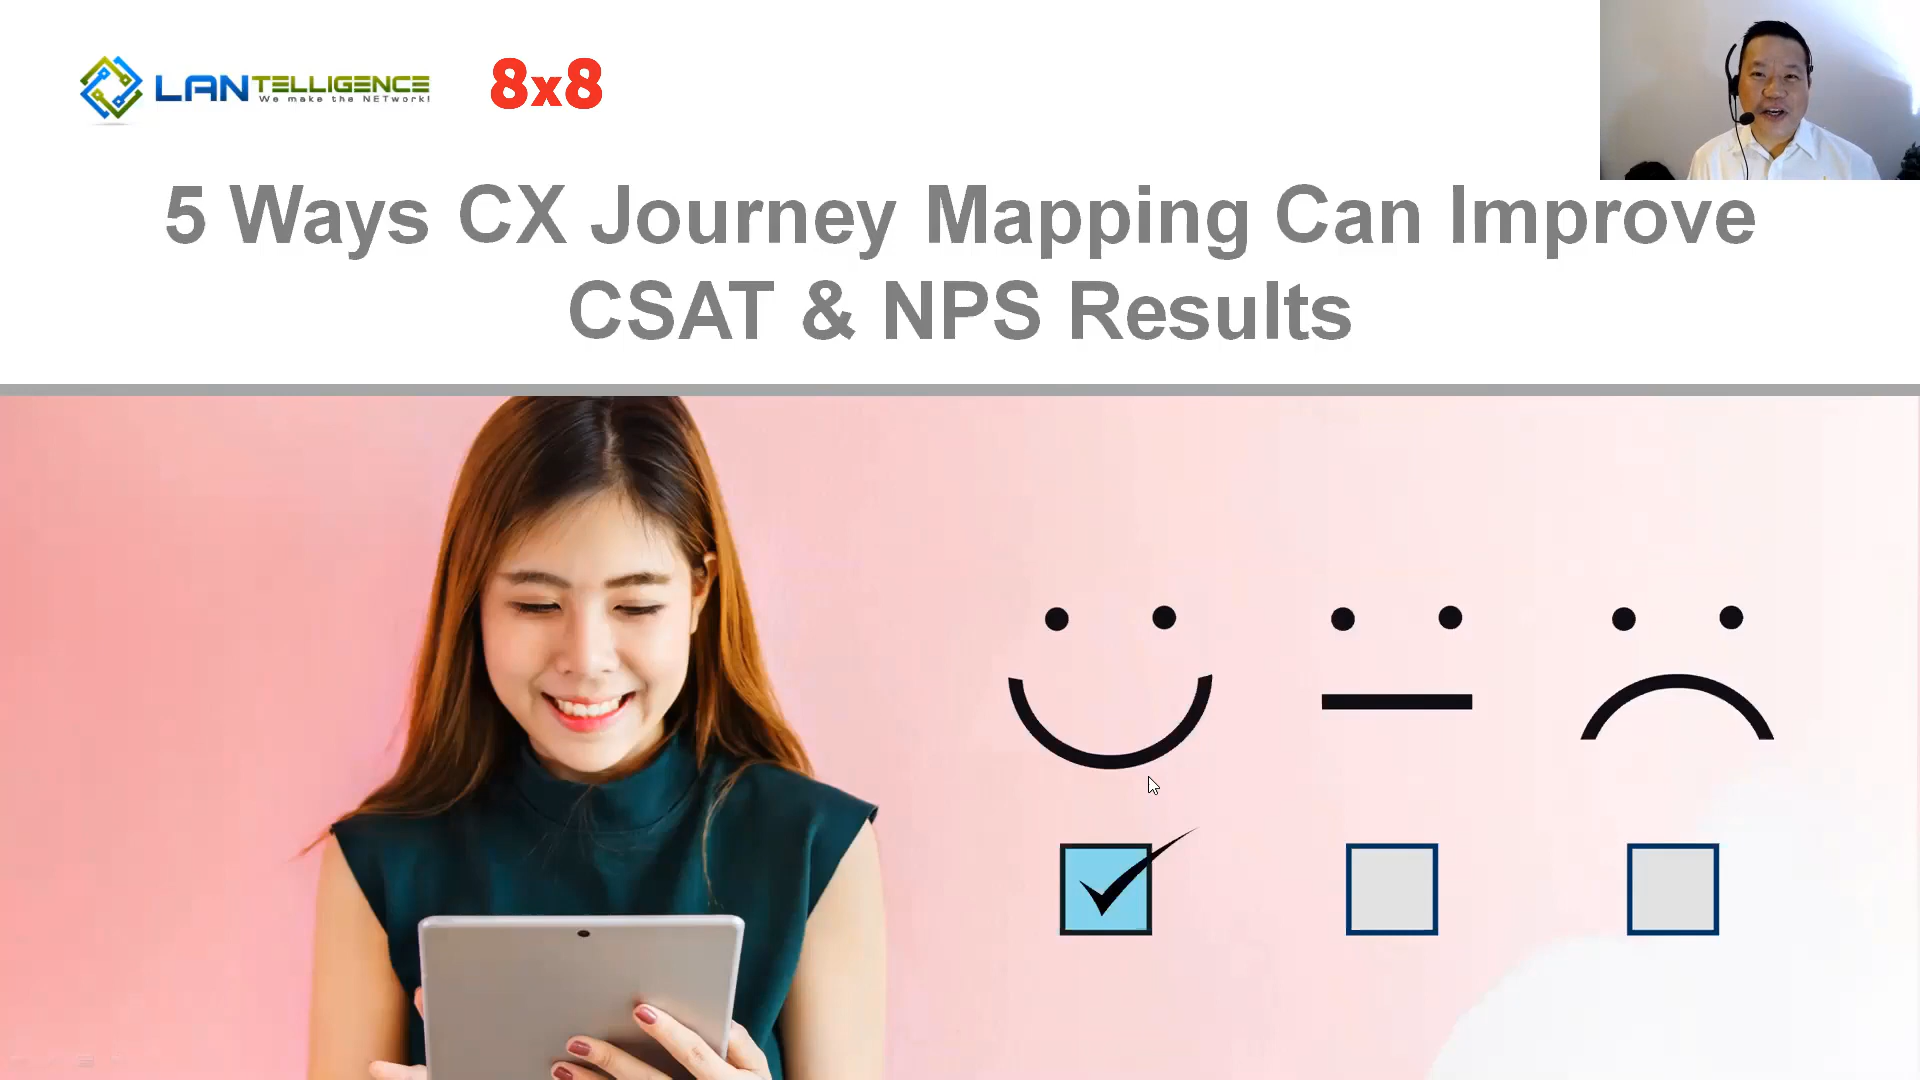 LANTELLIGENCE
We make the NETwork!
8x8
5 Ways CX Journey Mapping Can Improve
CSAT & NPS Results